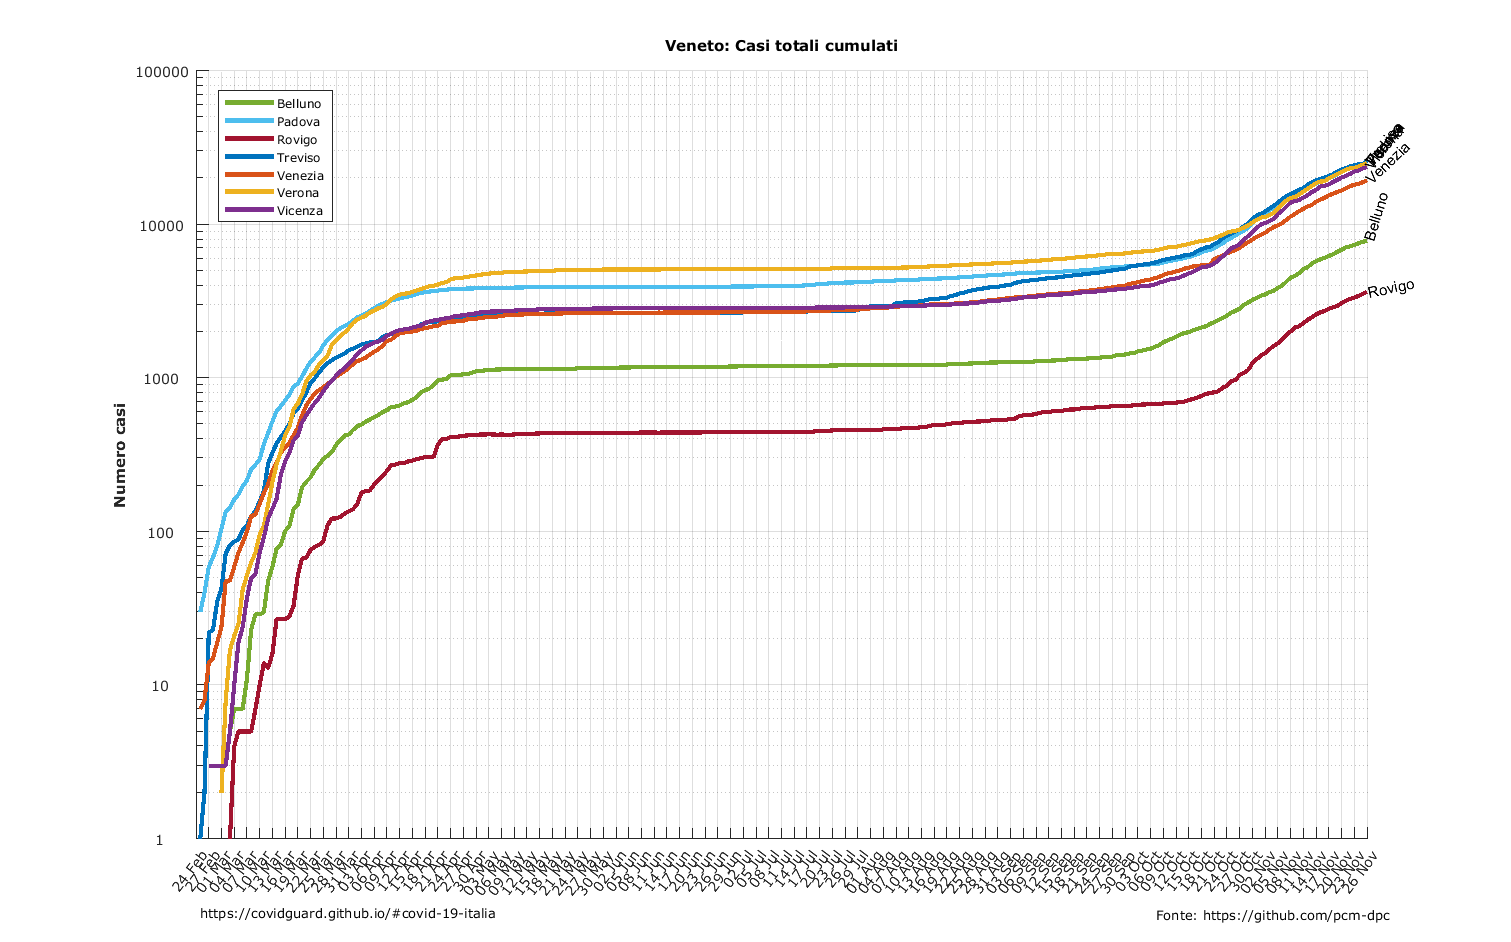 Veneto: Casi totali cumulati
Numero casi
100000
10000
1000
100
10
1
Belluno
Padova
Rovigo
Treviso
Venezia
Verona
Vicenza
Venezia
Belluno
Rovigo
24 Feb
27 Feb
01 Mar
04 Mar
07 Mar
10 Mar
13 Mar
16 Mar
19 Mar
22 Mar
25 Mar
28 Mar
31 Mar
03 Apr
06 Apr
09 Apr
12 Apr
15 Apr
18 Apr
21 Apr
24 Apr
27 Apr
30 Apr
03 May
06 May
09 May
12 May
15 May
18 May
21 May
24 May
27 May
30 May
02 Jun
05 Jun
08 Jun
11 Jun
14 Jun
17 Jun
20 Jun
23 Jun
26 Jun
29 Jun
02 Jul
05 Jul
08 Jul
11 Jul
14 Jul
17 Jul
20 Jul
23 Jul
26 Jul
29 Jul
01 Aug
04 Aug
07 Aug
10 Aug
13 Aug
16 Aug
19 Aug
22 Aug
25 Aug
28 Aug
31 Aug
03 Sep
06 Sep
09 Sep
12 Sep
15 Sep
18 Sep
21 Sep
24 Sep
27 Sep
30 Sep
03 Oct
06 Oct
09 Oct
12 Oct
15 Oct
18 Oct
21 Oct
24 Oct
27 Oct
30 Oct
02 Nov
05 Nov
08 Nov
11 Nov
14 Nov
17 Nov
20 Nov
23 Nov
26 Nov
https://covidguard.github.io/#covid-19-italia
Fonte: https://github.com/pcm-dpc